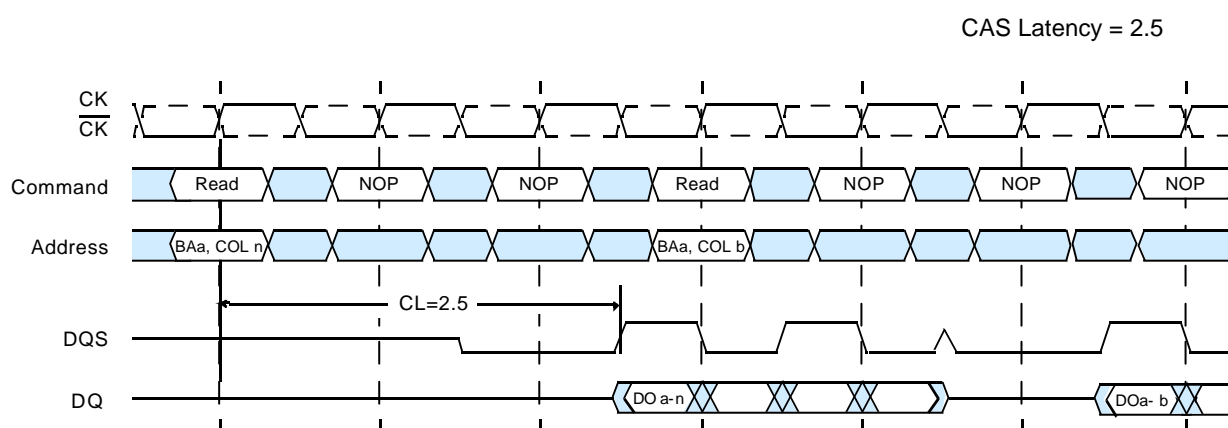 CAS Latency = 2.5
CK
CK
Command Read NOP NOP Read NOP NOP NOP
Address BAa, COL n BAa, COL b
CL=2.5
DQS
DQ DO a-n DOa- b